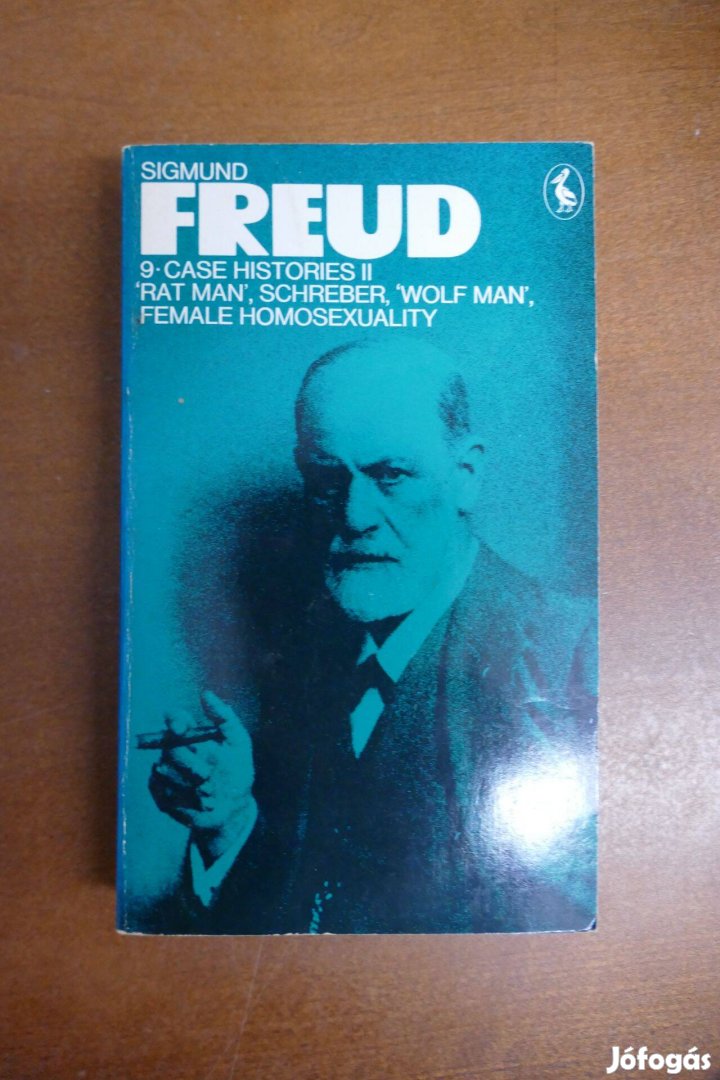 SIGMUND
FREUD
9·CASE HISTORIES II
‘RAT MAN’, SCHREBER, ‘WOLF MAN’,
FEMALE HOMOSEXUALITY
Jófogás